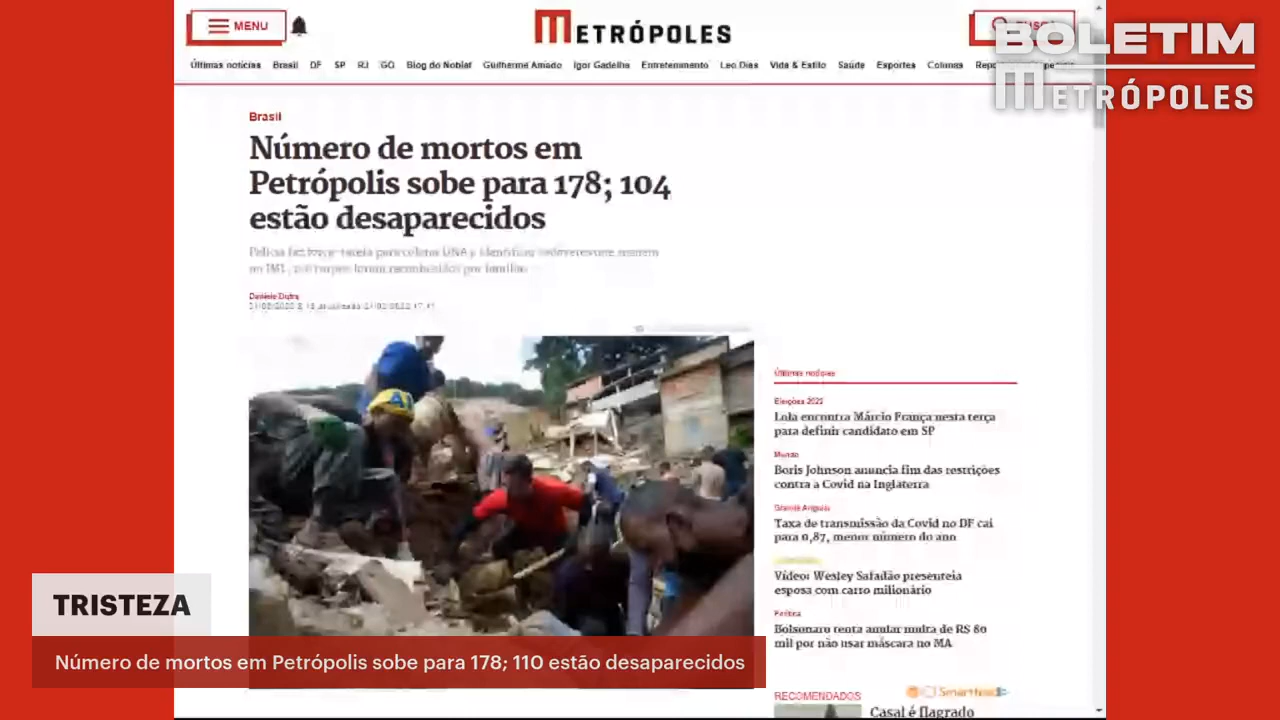 MENU
METRÓPOLES
BOLETIM
METRÓPOLES
Últimas notícias Brasil DF SP RJ GO Blog do Noblat Guilherme Amado Igor Gadelha Entretenimento Leo Dias Vida & Estilo Saúde Esportes Colunas
Brasil
Número de mortos em
Petrópolis sobe para 178; 104
estão desaparecidos
Últimas notícias
Eleições 2022
Lula encontra Márcio França nesta terça
para definir candidato em SP
Mundo
Boris Johnson anuncia fim das restrições
contra a Covid na Inglaterra
Grande Angular
Taxa de transmissão da Covid no DF cai
para 0,87, menor número do ano
Vídeo: Wesley Safadão presenteia
esposa com carro milionário
Política
Bolsonaro tenta anular multa de R$ 80
mil por não usar máscara no MA
RECOMENDADOS
Casal é flagrado
TRISTEZA
Número de mortos em Petrópolis sobe para 178; 110 estão desaparecidos